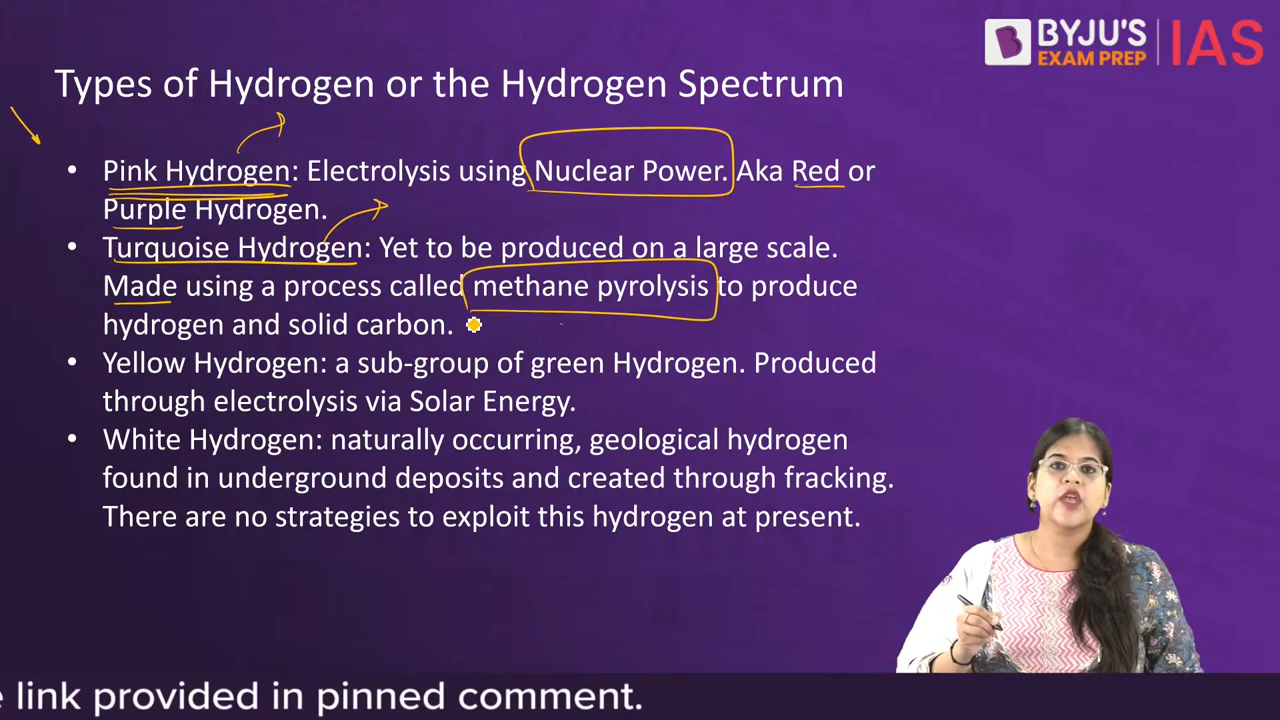 BYJU'S
EXAM PREP
IAS
Types of Hydrogen or the Hydrogen Spectrum
• Pink Hydrogen: Electrolysis using Nuclear Power. Aka Red or
Purple Hydrogen.
• Turquoise Hydrogen: Yet to be produced on a large scale.
Made using a process called methane pyrolysis to produce
hydrogen and solid carbon.
• Yellow Hydrogen: a sub-group of green Hydrogen. Produced
through electrolysis via Solar Energy.
• White Hydrogen: naturally occurring, geological hydrogen
found in underground deposits and created through fracking.
There are no strategies to exploit this hydrogen at present.
link provided in pinned comment.